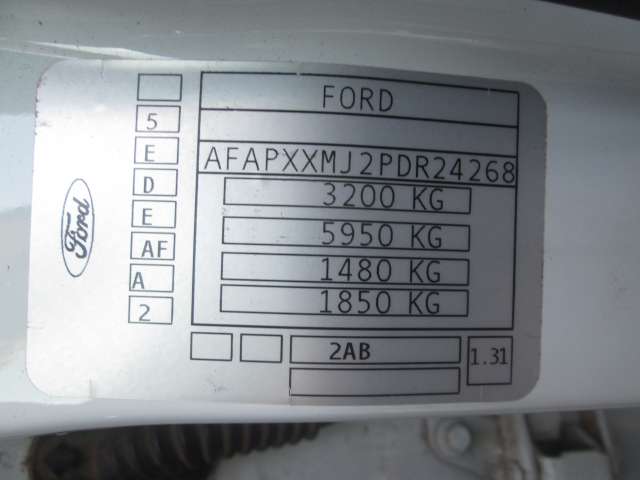 FORD
5
E
AFAPXXMJ2PDR24268
D
3200 KG
E
5950 KG
Ford
AF
1480 KG
A
1850 KG
2
2AB
1.31